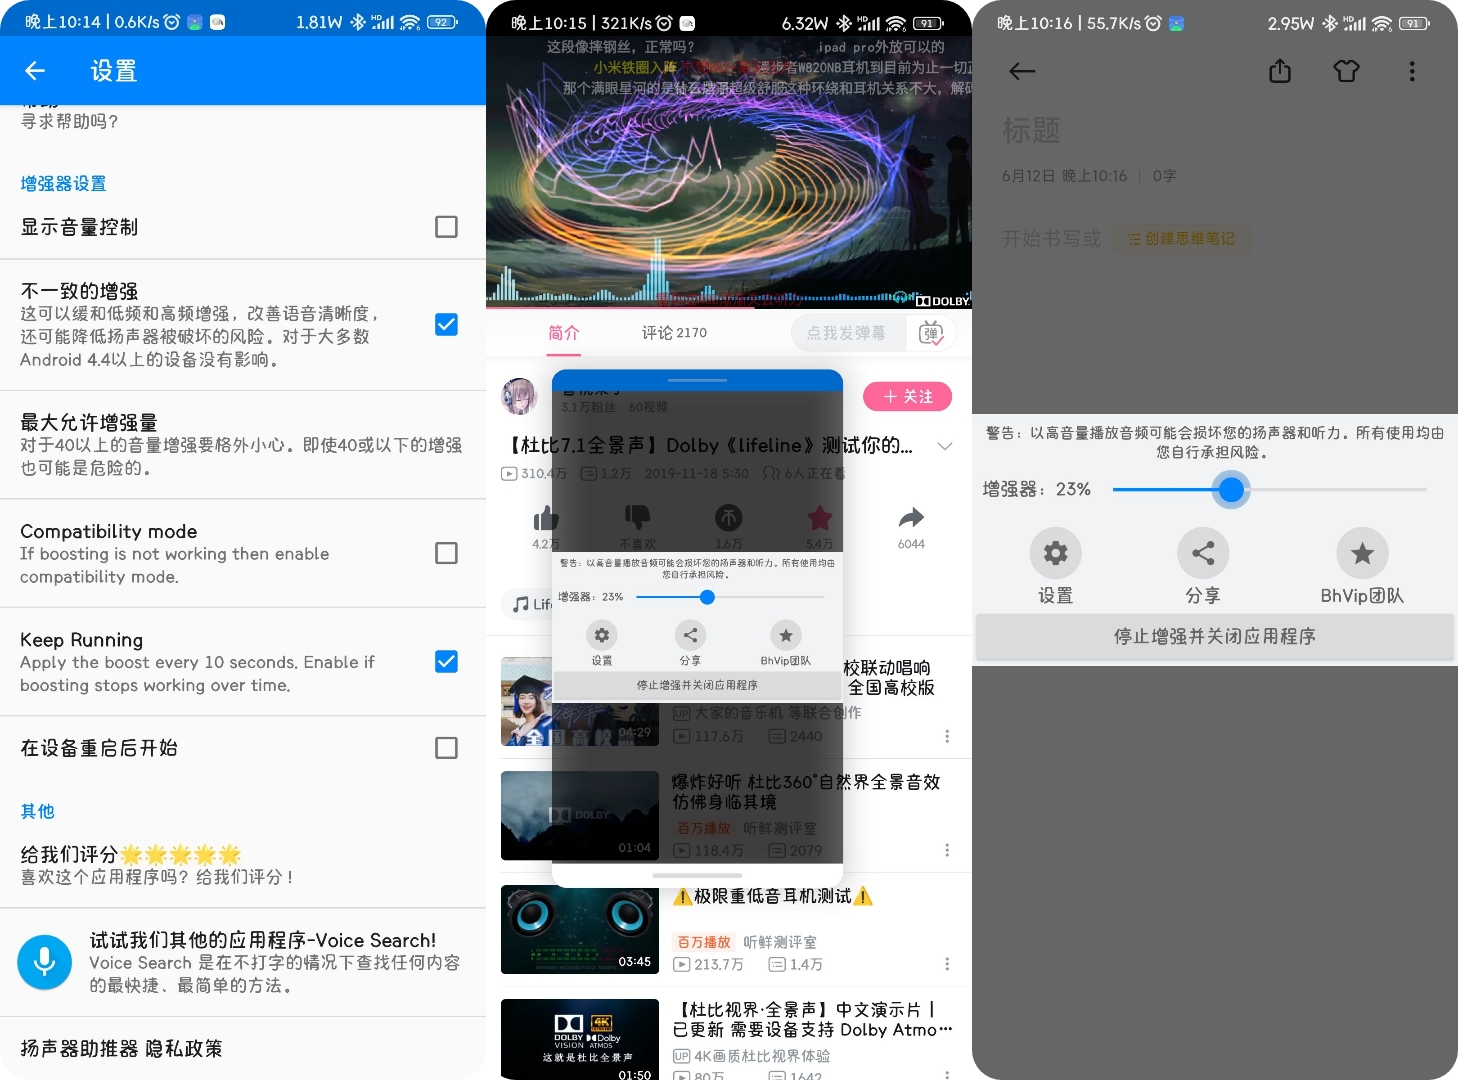 晚上10:14 | 0.6K/s
1.81W
HD
92
设置
寻求帮助吗？
增强器设置
显示音量控制
不一致的增强
这可以缓和低频和高频增强，改善语音清晰度，
还可能降低扬声器被破坏的风险。对于大多数
Android 4.4以上的设备没有影响。
最大允许增强量
对于40以上的音量增强要格外小心。即使40或以下的增强
也可能是危险的。
Compatibility mode
If boosting is not working then enable
compatibility mode.
Keep Running
Apply the boost every 10 seconds. Enable if
boosting stops working over time.
在设备重启后开始
其他
给我们评分🌟🌟🌟🌟🌟
喜欢这个应用程序吗？给我们评分！
试试我们其他的应用程序-Voice Search!
Voice Search 是在不打字的情况下查找任何内容
的最快捷、最简单的方法。
扬声器助推器 隐私政策
晚上10:15 | 321K/s
6.32W
HD
91
这段像摔钢丝，正常吗？
ipad pro外放可以的
小米铁圈入阵
漫步者W820NB耳机到目前为止一切正
那个满眼星河的是
超级舒服这种环绕和耳机关系不大，解码
DOLBY
简介
评论 2170
点我发弹幕
弹
3.1万粉丝 60视频
＋ 关注
【杜比7.1全景声】Dolby《lifeline》测试你的...
310.4万 1.2万 2019-11-18 5:30 6人正在看
4.2万
不喜欢
1.6万
5.4万
6044
警告：以高音量播放音频可能会损坏您的扬声器和听力。所有使用均由
您自行承担风险。
Life
增强器：23%
设置
分享
BhVip团队
停止增强并关闭应用程序
校联动唱响
全国高校版
全国高校
04:29
UP 大家的音乐机 等联合创作
117.6万 2440
爆炸好听 杜比360°自然界全景音效
仿佛身临其境
DOLBY
01:04
百万播放 听鲜测评室
118.4万 2079
⚠️极限重低音耳机测试⚠️
03:45
百万播放 听鲜测评室
213.7万 1.4万
【杜比视界·全景声】中文演示片 |
已更新 需要设备支持 Dolby Atmo…
DOLBY VISION
4K
Dolby ATMOS
这就是杜比全景声
01:50
UP 4K画质杜比视界体验
80万 1642
晚上10:16 | 55.7K/s
2.95W
HD
91
标题
6月12日 晚上10:16 | 0字
开始书写或
创建思维笔记
警告：以高音量播放音频可能会损坏您的扬声器和听力。所有使用均由
您自行承担风险。
增强器：23%
设置
分享
BhVip团队
停止增强并关闭应用程序